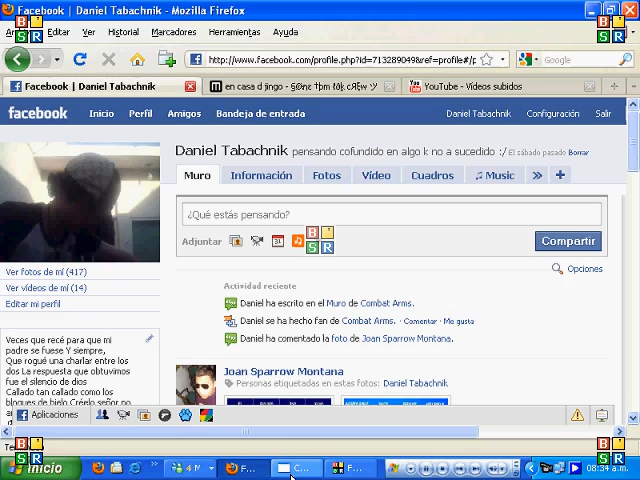 Facebook | Daniel Tabachnik - Mozilla Firefox
Editar Ver Historial Marcadores Herramientas Ayuda
http://www.facebook.com/profile.php?id=713289049&ref=profile#/p
Google
Facebook | Daniel Tabachnik
YouTube - Vídeos subidos
facebook Inicio Perfil Amigos Bandeja de entrada Daniel Tabachnik Configuración Salir
Daniel Tabachnik pensando cofundido en algo k no a sucedido :/ El sábado pasado Borrar
Muro Información Fotos Vídeo Cuadros Music » +
¿Qué estás pensando?
Adjuntar
Compartir
Opciones
Actividad reciente
Daniel ha escrito en el Muro de Combat Arms.
Daniel se ha hecho fan de Combat Arms. · Comentar · Me gusta
Daniel ha comentado la foto de Joan Sparrow Montana.
Ver fotos de mí (417)
Ver vídeos de mí (14)
Editar mi perfil
Veces que recé para que mi
padre se fuese Y siempre,
Que rogué una charlar entre los
dos La respuesta que obtuvimos
fue el silencio de dios
Callado tan callado como los
bloques de hielo Créelo señor no
Joan Sparrow Montana
Personas etiquetadas en estas fotos: Daniel Tabachnik
Aplicaciones
Inicio
4 M
F...
C...
F...
08:34 a.m.
B S R